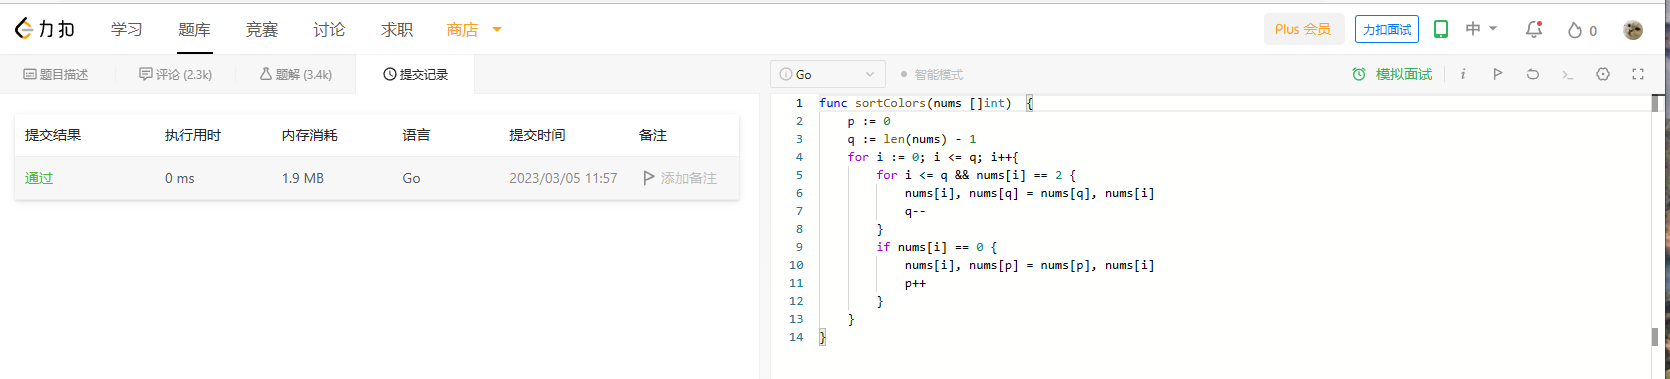 力扣 学习 题库 竞赛 讨论 求职 商店 Plus 会员 力扣面试 中 0
题目描述 评论 (2.3k) 题解 (3.4k) 提交记录 Go 智能模式 模拟面试
提交结果 执行用时 内存消耗 语言 提交时间 备注
通过 0 ms 1.9 MB Go 2023/03/05 11:57 添加备注
1 func sortColors(nums []int)  {
2     p := 0
3     q := len(nums) - 1
4     for i := 0; i <= q; i++{
5         for i <= q && nums[i] == 2 {
6             nums[i], nums[q] = nums[q], nums[i]
7             q--
8         }
9         if nums[i] == 0 {
10             nums[i], nums[p] = nums[p], nums[i]
11             p++
12         }
13     }
14 }